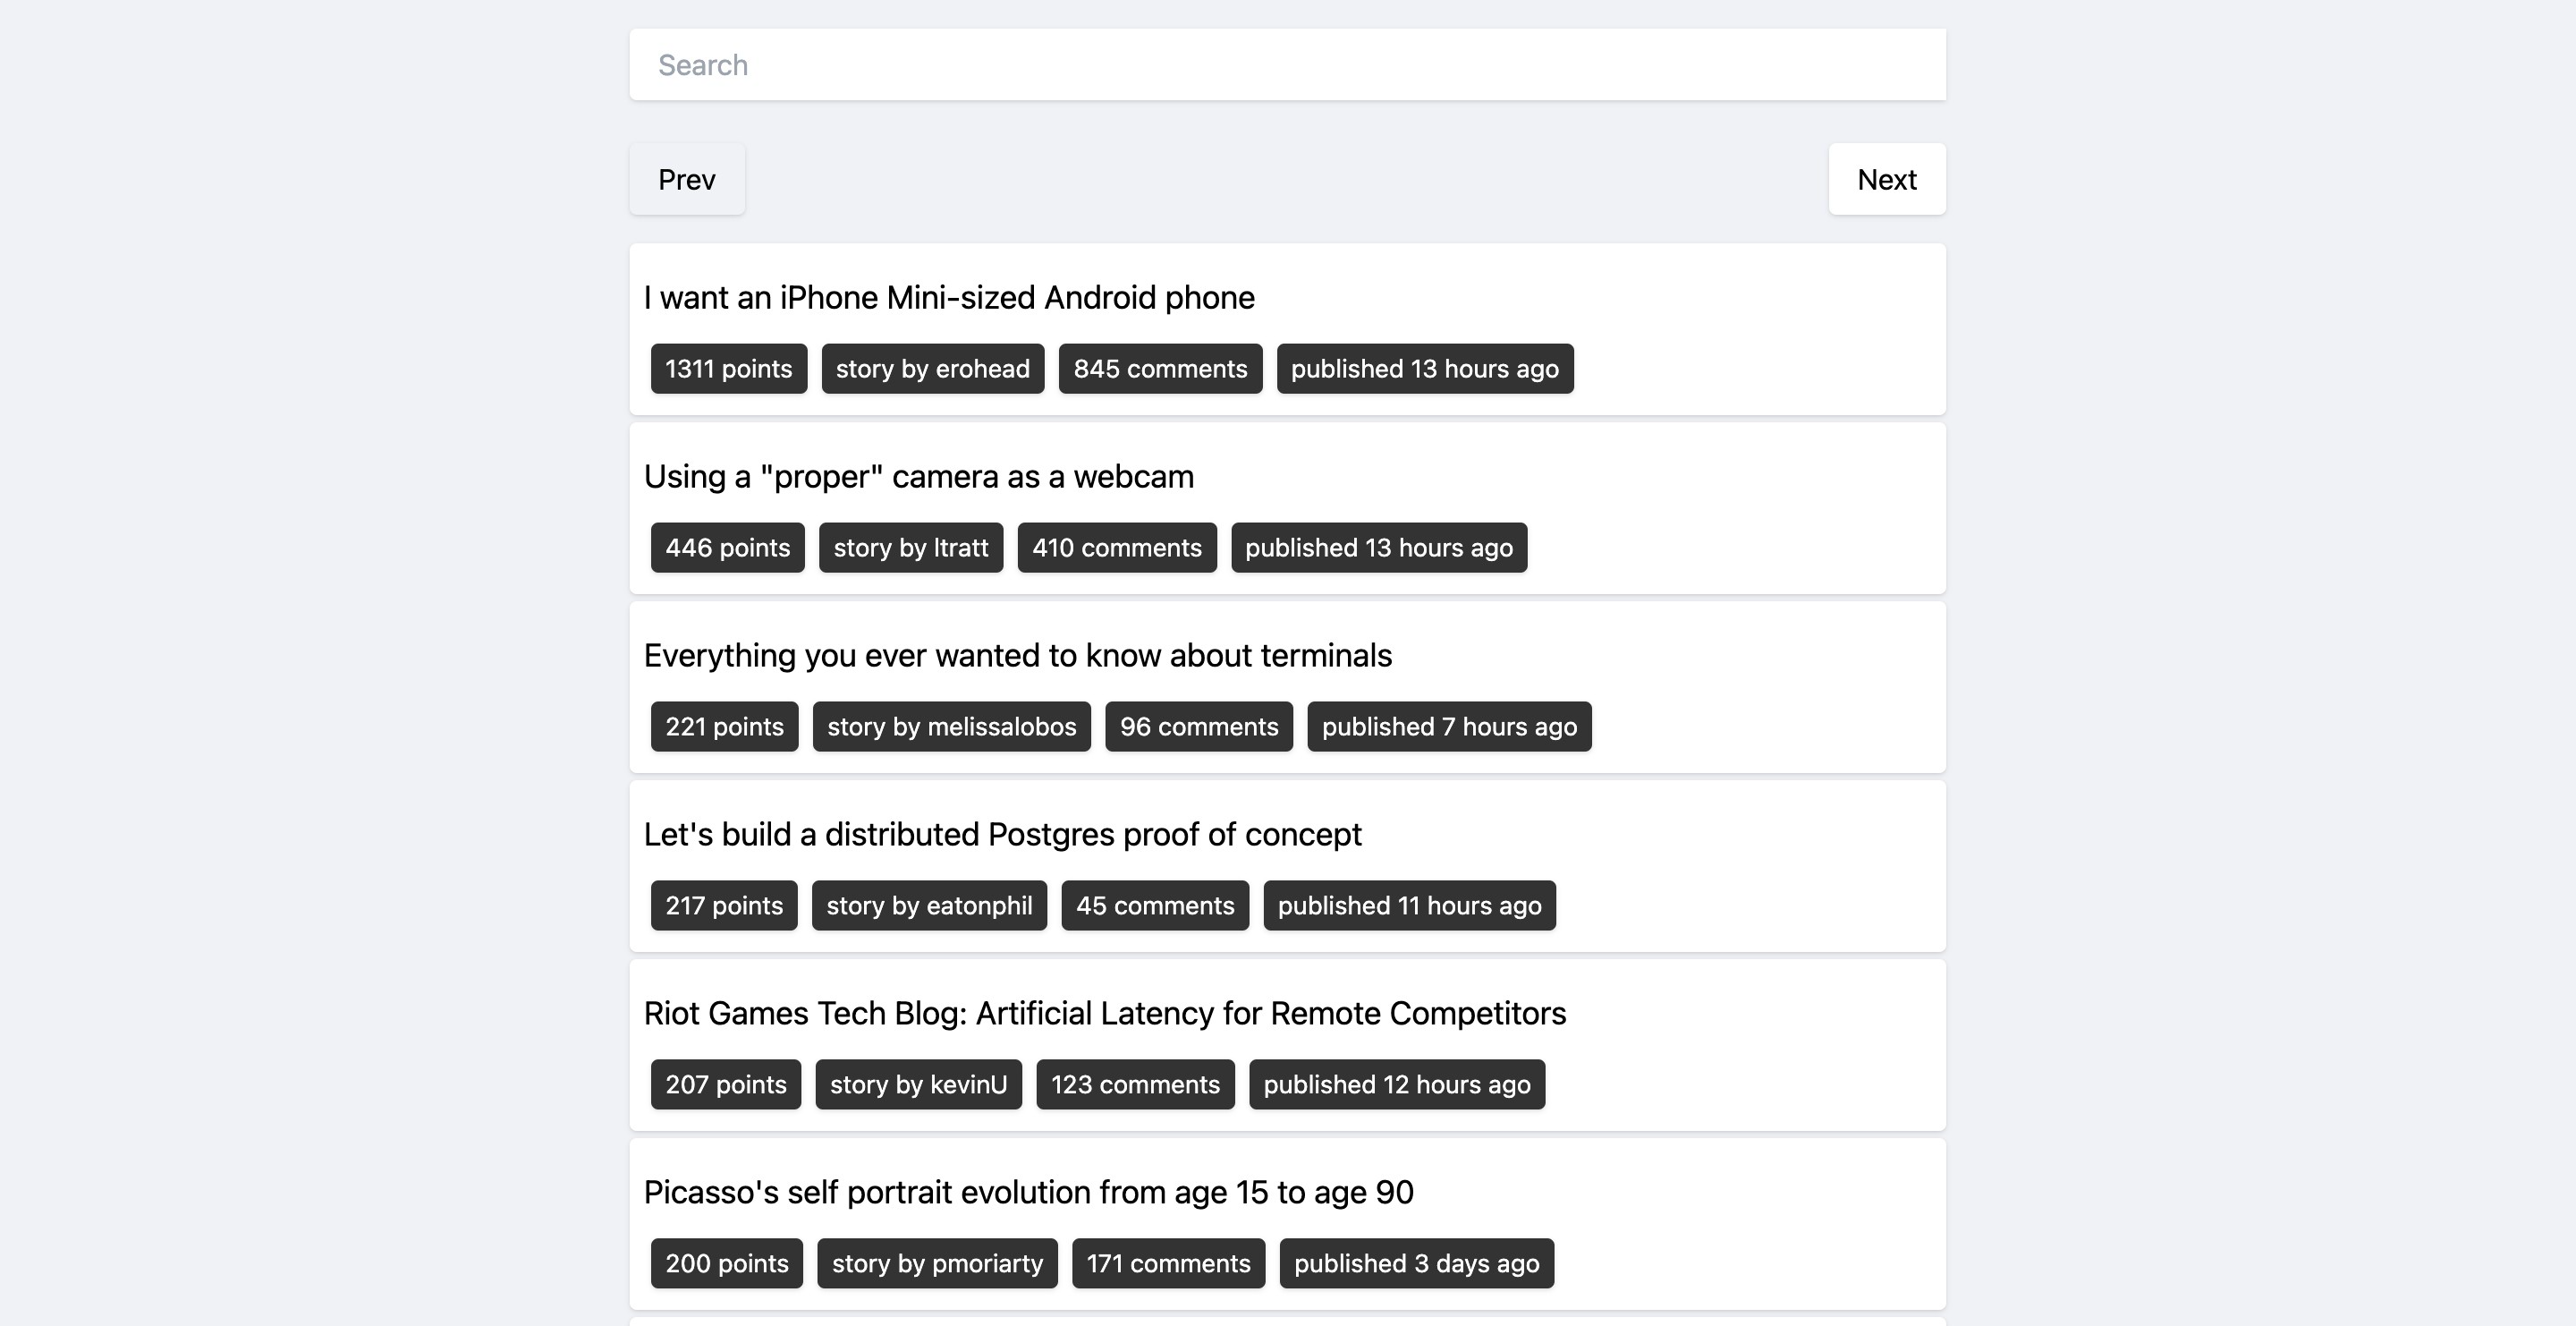 Search
Prev
Next
I want an iPhone Mini-sized Android phone
1311 points story by erohead 845 comments published 13 hours ago
Using a "proper" camera as a webcam
446 points story by ltratt 410 comments published 13 hours ago
Everything you ever wanted to know about terminals
221 points story by melissalobos 96 comments published 7 hours ago
Let's build a distributed Postgres proof of concept
217 points story by eatonphil 45 comments published 11 hours ago
Riot Games Tech Blog: Artificial Latency for Remote Competitors
207 points story by kevinU 123 comments published 12 hours ago
Picasso's self portrait evolution from age 15 to age 90
200 points story by pmoriarty 171 comments published 3 days ago